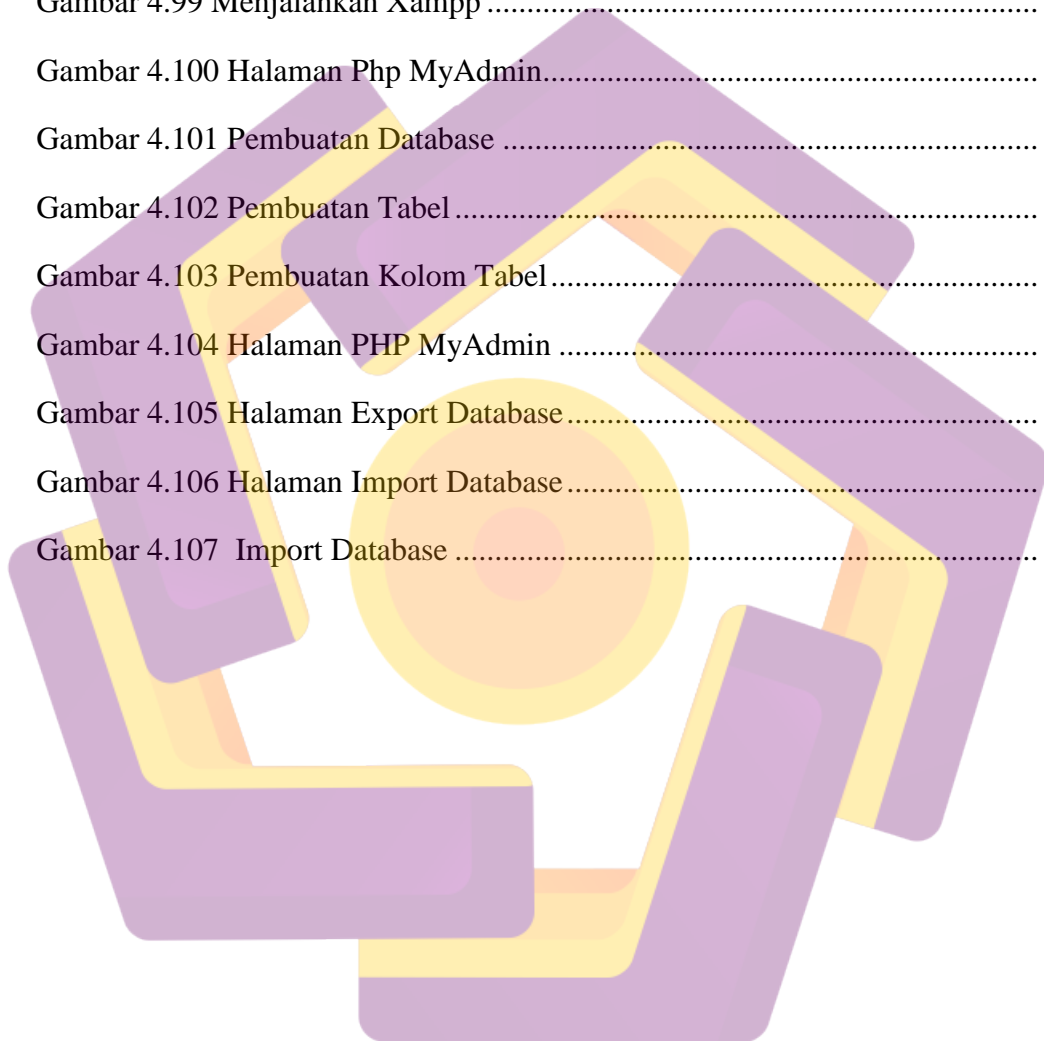 Gambar 4.99 Menjalankan Xampp ................................................................................
Gambar 4.100 Halaman Php MyAdmin........................................................................
Gambar 4.101 Pembuatan Database ..............................................................................
Gambar 4.102 Pembuatan Tabel.....................................................................................
Gambar 4.103 Pembuatan Kolom Tabel.......................................................................
Gambar 4.104 Halaman PHP MyAdmin ......................................................................
Gambar 4.105 Halaman Export Database.....................................................................
Gambar 4.106 Halaman Import Database.....................................................................
Gambar 4.107  Import Database .....................................................................................